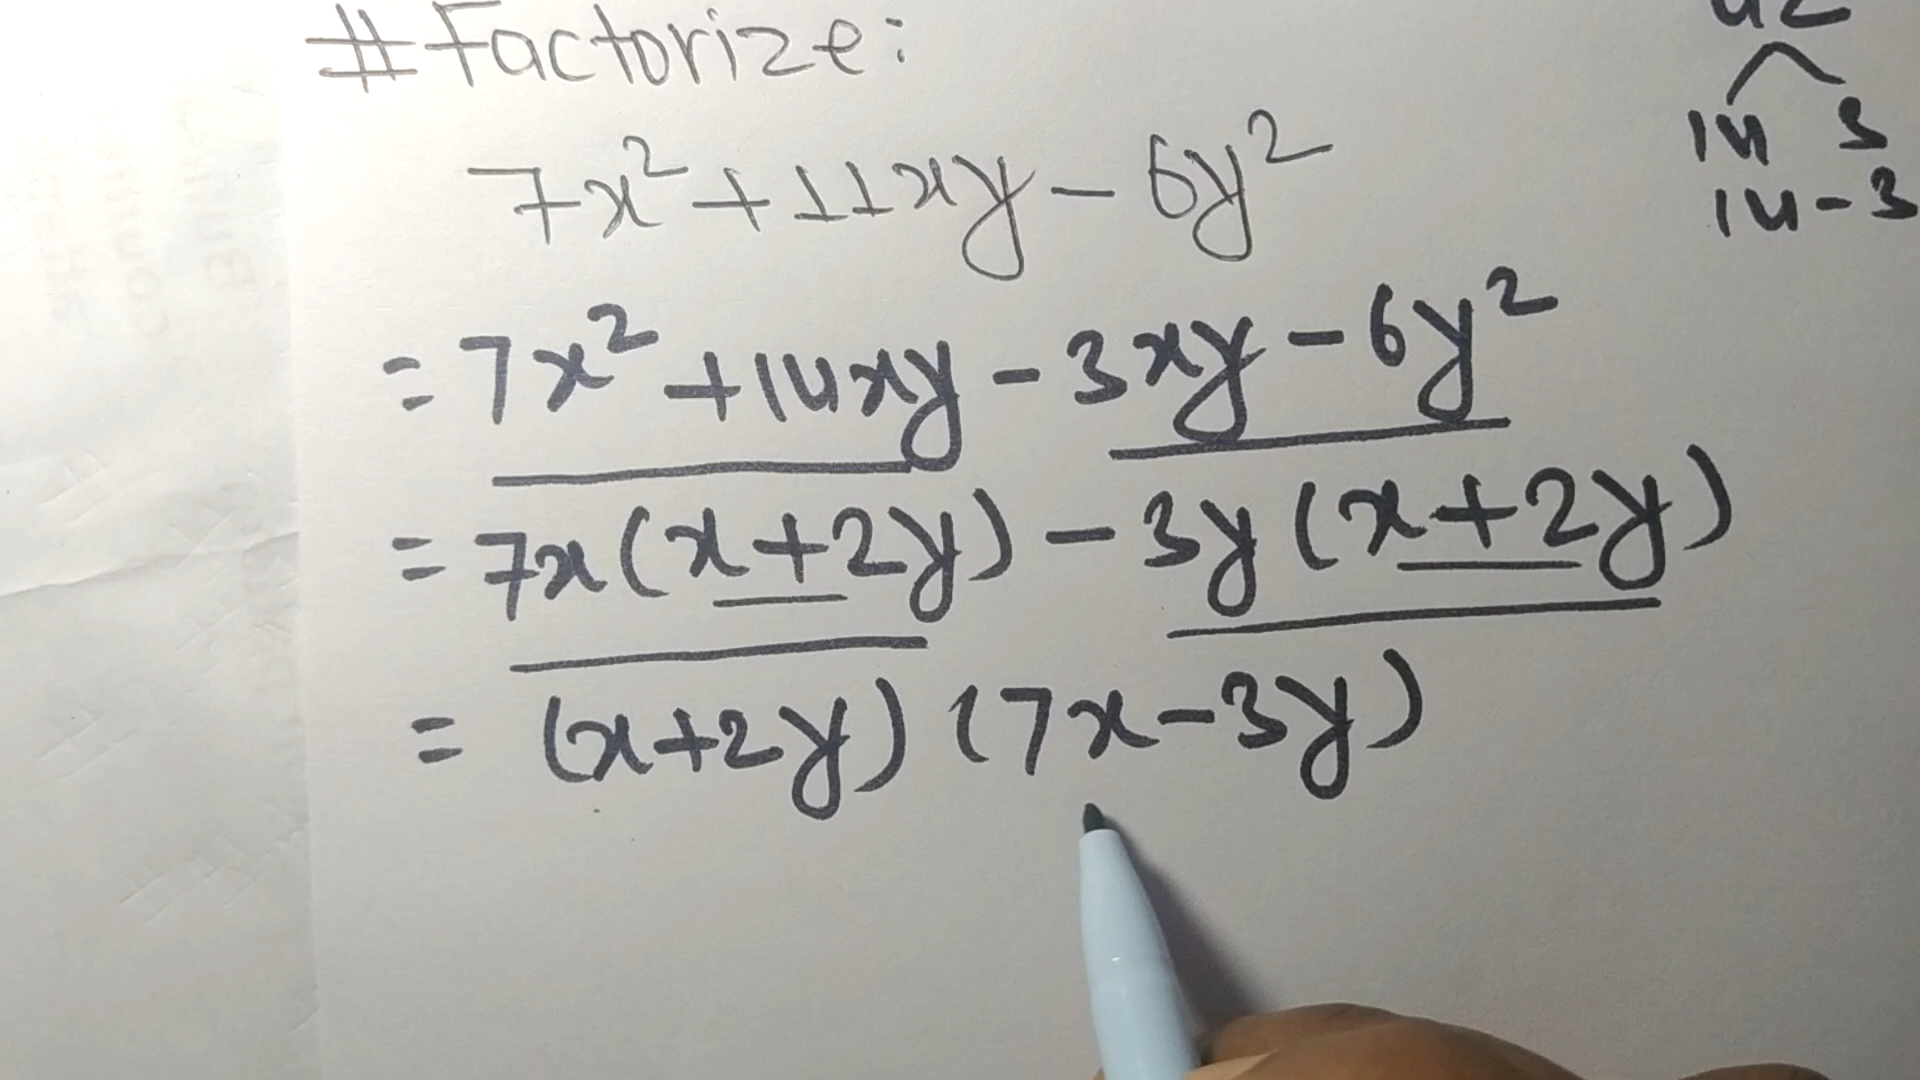 #Factorize:
7x²+11xy-6y²
=7x²+14xy-3xy-6y²
=7x(x+2y)-3y(x+2y)
=(x+2y)(7x-3y)
42
14 3
14-3